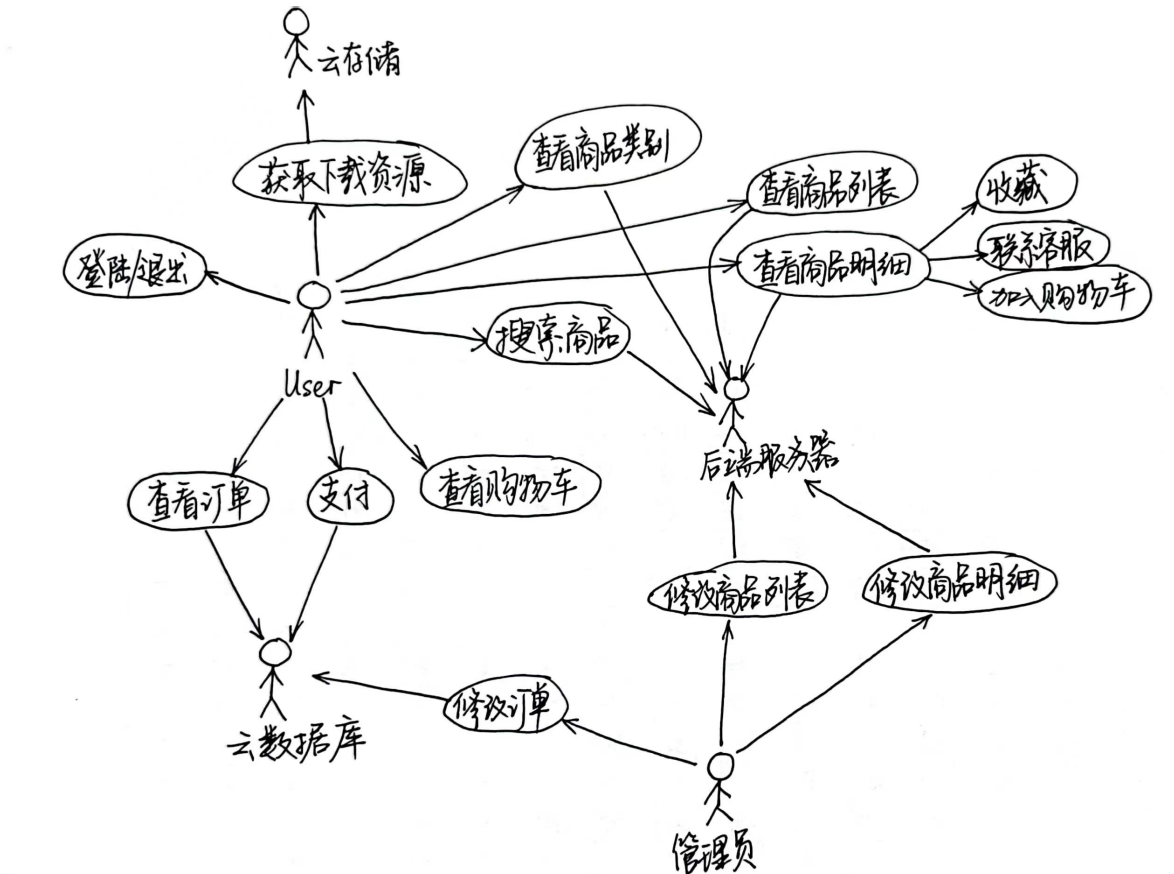 云存储
获取下载资源
查看商品类别
查看商品列表
收藏
登陆/退出
查看商品明细
联系客服
加入购物车
搜索商品
User
后端服务器
查看订单
支付
查看购物车
修改商品列表
修改商品明细
云数据库
修改订单
管理员